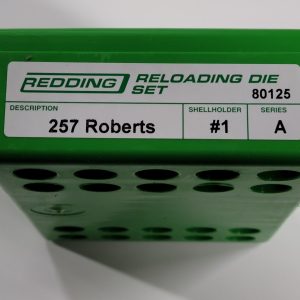 REDDING RELOADING DIE
SET 80125
DESCRIPTION SHELLHOLDER SERIES
257 Roberts #1 A